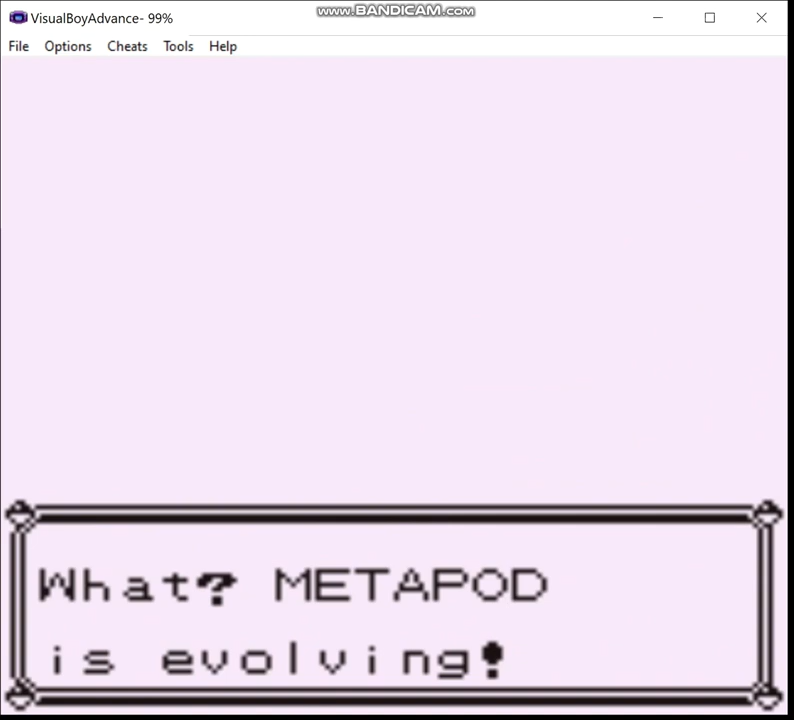 www.BANDICAM.com
VisualBoyAdvance- 99%
File Options Cheats Tools Help
What? METAPOD
is evolving!